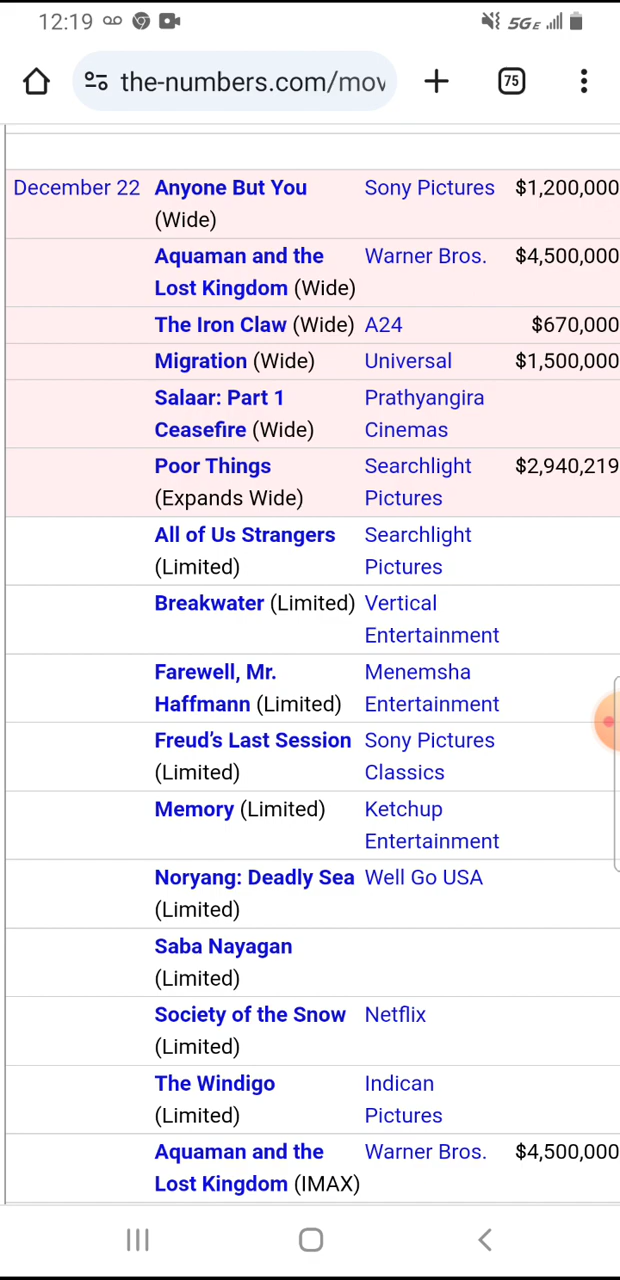 12:19 5GE
the-numbers.com/mov 75
December 22 Anyone But You Sony Pictures $1,200,000
(Wide)
Aquaman and the Warner Bros. $4,500,000
Lost Kingdom (Wide)
The Iron Claw (Wide) A24 $670,000
Migration (Wide) Universal $1,500,000
Salaar: Part 1 Prathyangira
Ceasefire (Wide) Cinemas
Poor Things Searchlight $2,940,219
(Expands Wide) Pictures
All of Us Strangers Searchlight
(Limited) Pictures
Breakwater (Limited) Vertical
Entertainment
Farewell, Mr. Menemsha
Haffmann (Limited) Entertainment
Freud’s Last Session Sony Pictures
(Limited) Classics
Memory (Limited) Ketchup
Entertainment
Noryang: Deadly Sea Well Go USA
(Limited)
Saba Nayagan
(Limited)
Society of the Snow Netflix
(Limited)
The Windigo Indican
(Limited) Pictures
Aquaman and the Warner Bros. $4,500,000
Lost Kingdom (IMAX)